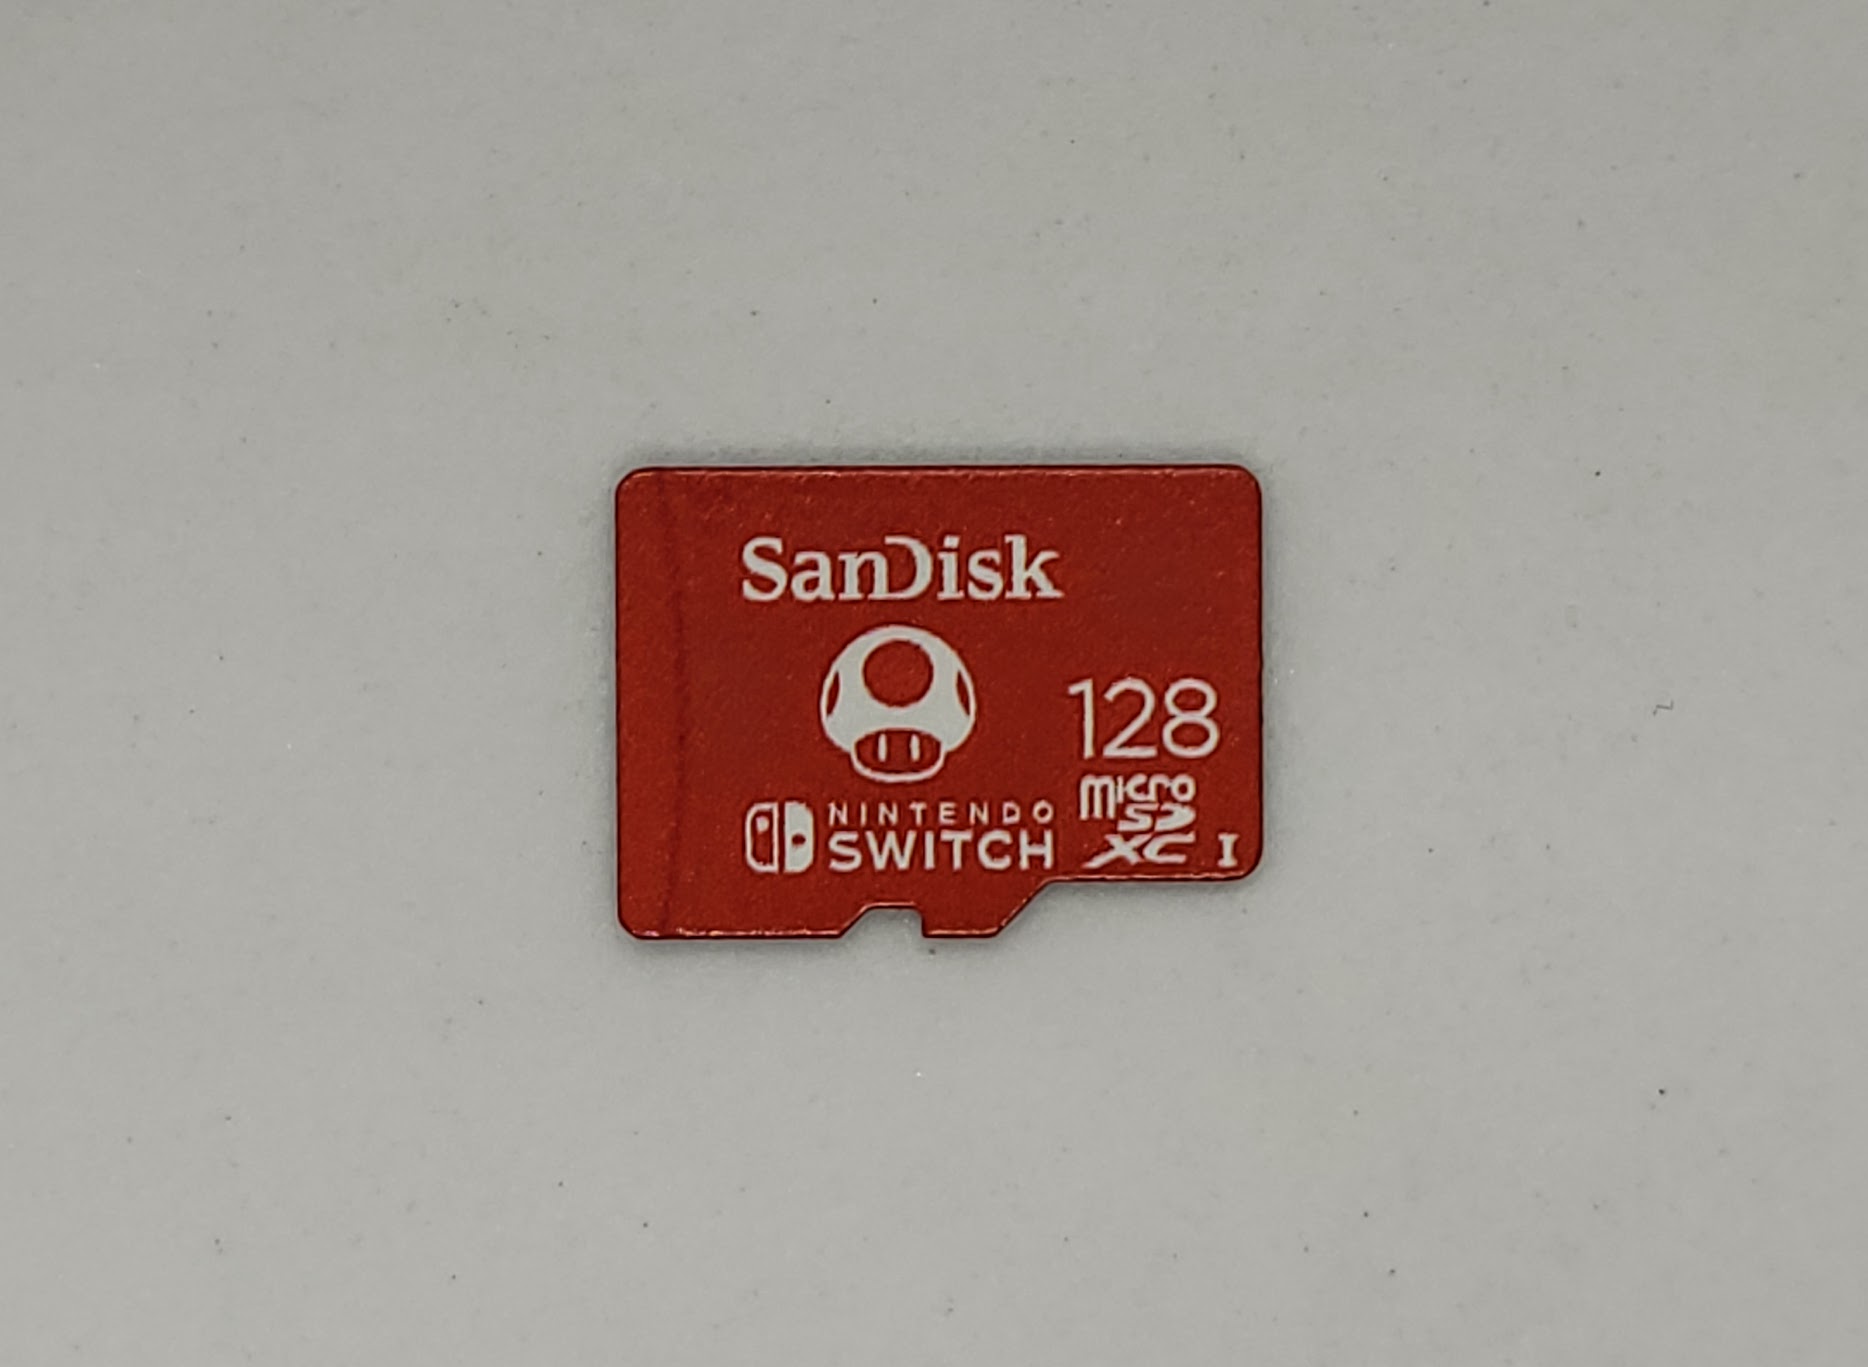 SanDisk
128
micro
SD
XC I
NINTENDO
SWITCH